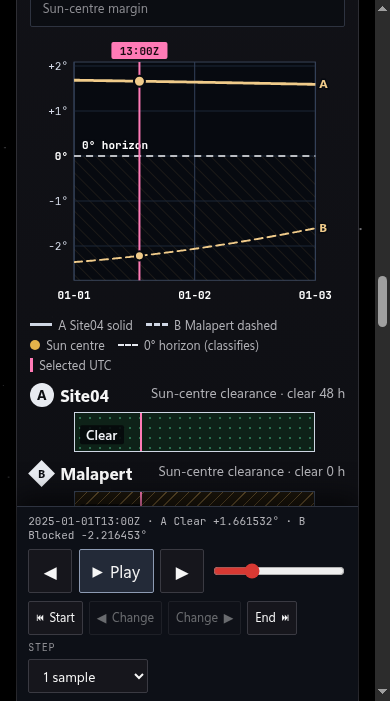 Sun-centre margin
13:00Z
+2°
A
+1°
0° horizon
0°
-1°
B
-2°
01-01 01-02 01-03
A Site04 solid B Malapert dashed
Sun centre 0° horizon (classifies)
Selected UTC
A Site04 Sun-centre clearance · clear 48 h
Clear
B Malapert Sun-centre clearance · clear 0 h
2025-01-01T13:00Z · A Clear +1.661532° · B
Blocked -2.216453°
◀ ▶ Play ▶
⏮ Start ◀ Change Change ▶ End ⏭
STEP
1 sample